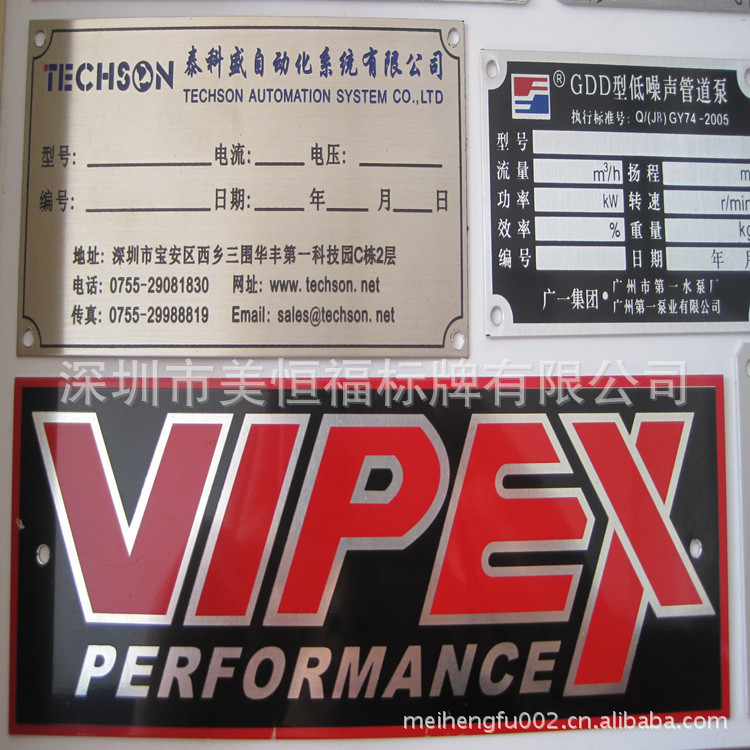 TECHSON 泰科盛自动化系统有限公司
TECHSON AUTOMATION SYSTEM CO.,LTD
型号: 电流: 电压:
编号: 日期: 年 月 日
地址: 深圳市宝安区西乡三围华丰第一科技园C栋2层
电话: 0755-29081830 网址: www.techson.net
传真: 0755-29988819 Email: sales@techson.net
® GDD型低噪声管道泵
执行标准号: Q/(JR)GY74-2005
型号
流量 m³/h 扬程 m
功率 kW 转速 r/min
效率 % 重量 kg
编号 日期 年 月
广一集团·广州市第一水泵厂
广州第一泵业有限公司
深圳市美恒福标牌有限公司
VIPEX
PERFORMANCE
meihengfu002.cn.alibaba.com